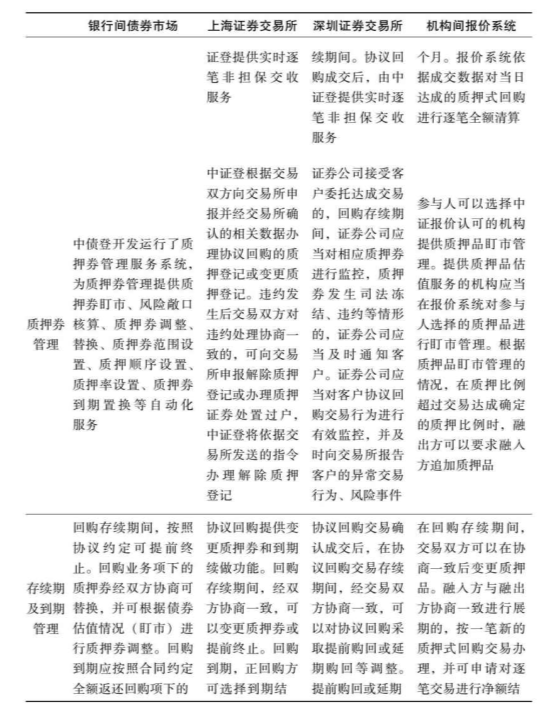 银行间债券市场 上海证券交易所 深圳证券交易所 机构间报价系统
证登提供实时逐
笔非担保交收
服务
续期间。协议回
购成交后，由中
证登提供实时逐
笔非担保交收
服务
个月。报价系统依
据成交数据对当日
达成的质押式回购
进行逐笔全额清算
质押券
管理
中债登开发运行了质
押券管理服务系统，
为质押券管理提供质
押券盯市、风险敞口
核算、质押券调整、
替换、质押券范围设
置、质押顺序设置、
质押率设置、质押券
到期置换等自动化
服务
中证登根据交易
双方向交易所申
报并经交易所确
认的相关数据办
理协议回购的质
押登记或变更质
押登记。违约发
生后交易双方对
违约处理协商一
致的，可向交易
所申报解除质押
登记或办理质押
证券处置过户，
中证登将依据交
易所发送的指令
办理解除质押
登记
证券公司接受客
户委托达成交易
的，回购存续期
间，证券公司应
当对相应质押券
进行监控，质押
券发生司法冻
结、违约等情形
的，证券公司应
当及时通知客
户。证券公司应
当对客户协议回
购交易行为进行
有效监控，并及
时向交易所报告
客户的异常交易
行为、风险事件
参与人可以选择中
证报价认可的机构
提供质押品盯市管
理。提供质押品估
值服务的机构应当
在报价系统对参与
人选择的质押品进
行盯市管理。根据
质押品盯市管理的
情况，在质押比例
超过交易达成确定
的质押比例时，融
出方可以要求融入
方追加质押品
存续期
及到期
管理
回购存续期间，按照
协议约定可提前终
止。回购业务项下的
质押券经双方协商可
替换，并可根据债券
估值情况（盯市）进
行质押券调整。回购
到期应按照合同约定
全额返还回购项下的
协议回购提供变
更质押券和到期
续做功能。回购
存续期间，经双
方协商一致，可
以变更质押券或
提前终止。回购
到期，正回购方
可选择到期结
协议回购交易确
认成交后，在协
议回购交易存续
期间，经交易双
方协商一致，可
以对协议回购采
取提前购回或延
期购回等调整。
提前购回或延期
在回购存续期间，
交易双方可以在协
商一致后变更质押
品。融入方与融出
方协商一致进行展
期的，按一笔新的
质押式回购交易办
理，并可申请对逐
笔交易进行净额结